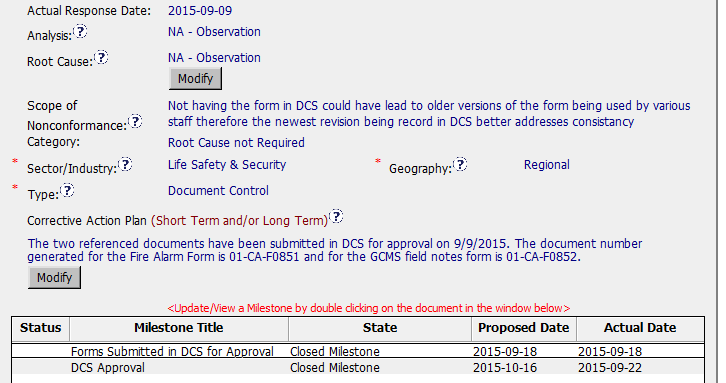 Actual Response Date: 2015-09-09
Analysis:? NA - Observation
Root Cause:? NA - Observation
Modify
Scope of Nonconformance:? Not having the form in DCS could have lead to older versions of the form being used by various
staff therefore the newest revision being record in DCS better addresses consistancy
Category: Root Cause not Required
* Sector/Industry:? Life Safety & Security * Geography:? Regional
* Type:? Document Control
Corrective Action Plan (Short Term and/or Long Term)?
The two referenced documents have been submitted in DCS for approval on 9/9/2015. The document number
generated for the Fire Alarm Form is 01-CA-F0851 and for the GCMS field notes form is 01-CA-F0852.
Modify
<Update/View a Milestone by double clicking on the document in the window below>
Status Milestone Title State Proposed Date Actual Date
Forms Submitted in DCS for Approval Closed Milestone 2015-09-18 2015-09-18
DCS Approval Closed Milestone 2015-10-16 2015-09-22